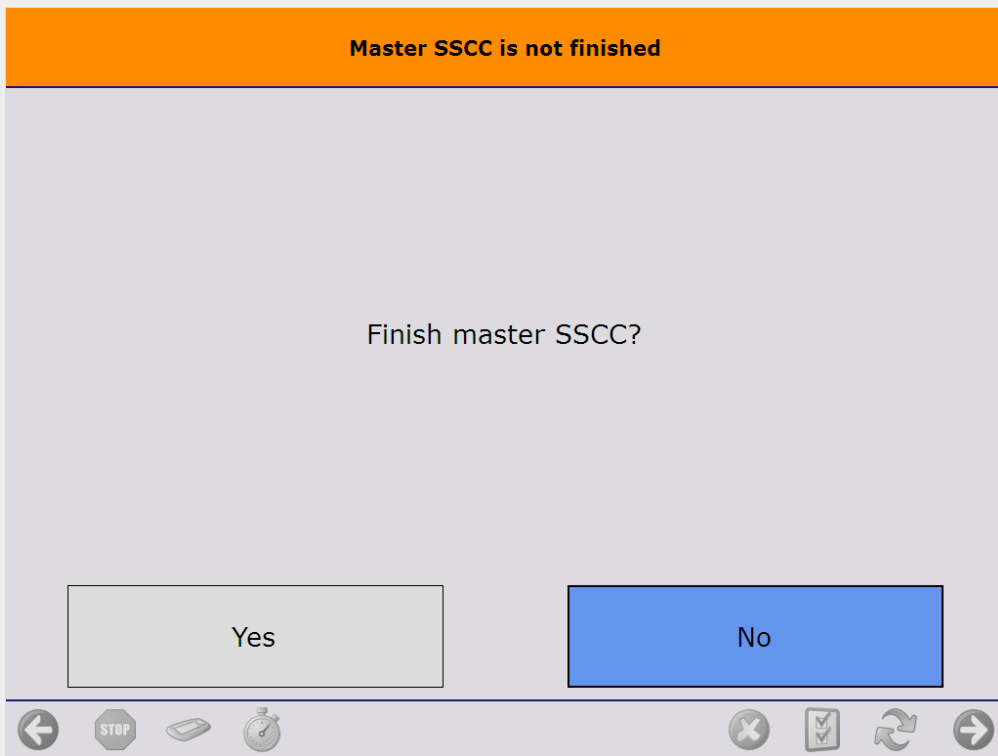 Master SSCC is not finished
Finish master SSCC?
Yes
No
STOP